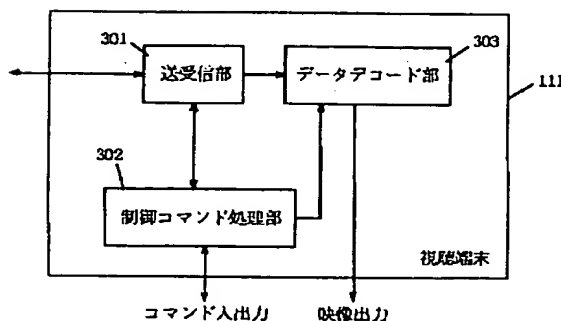 301
303
送受信部
データデコード部
111
302
制御コマンド処理部
視聴端末
コマンド入出力
映像出力